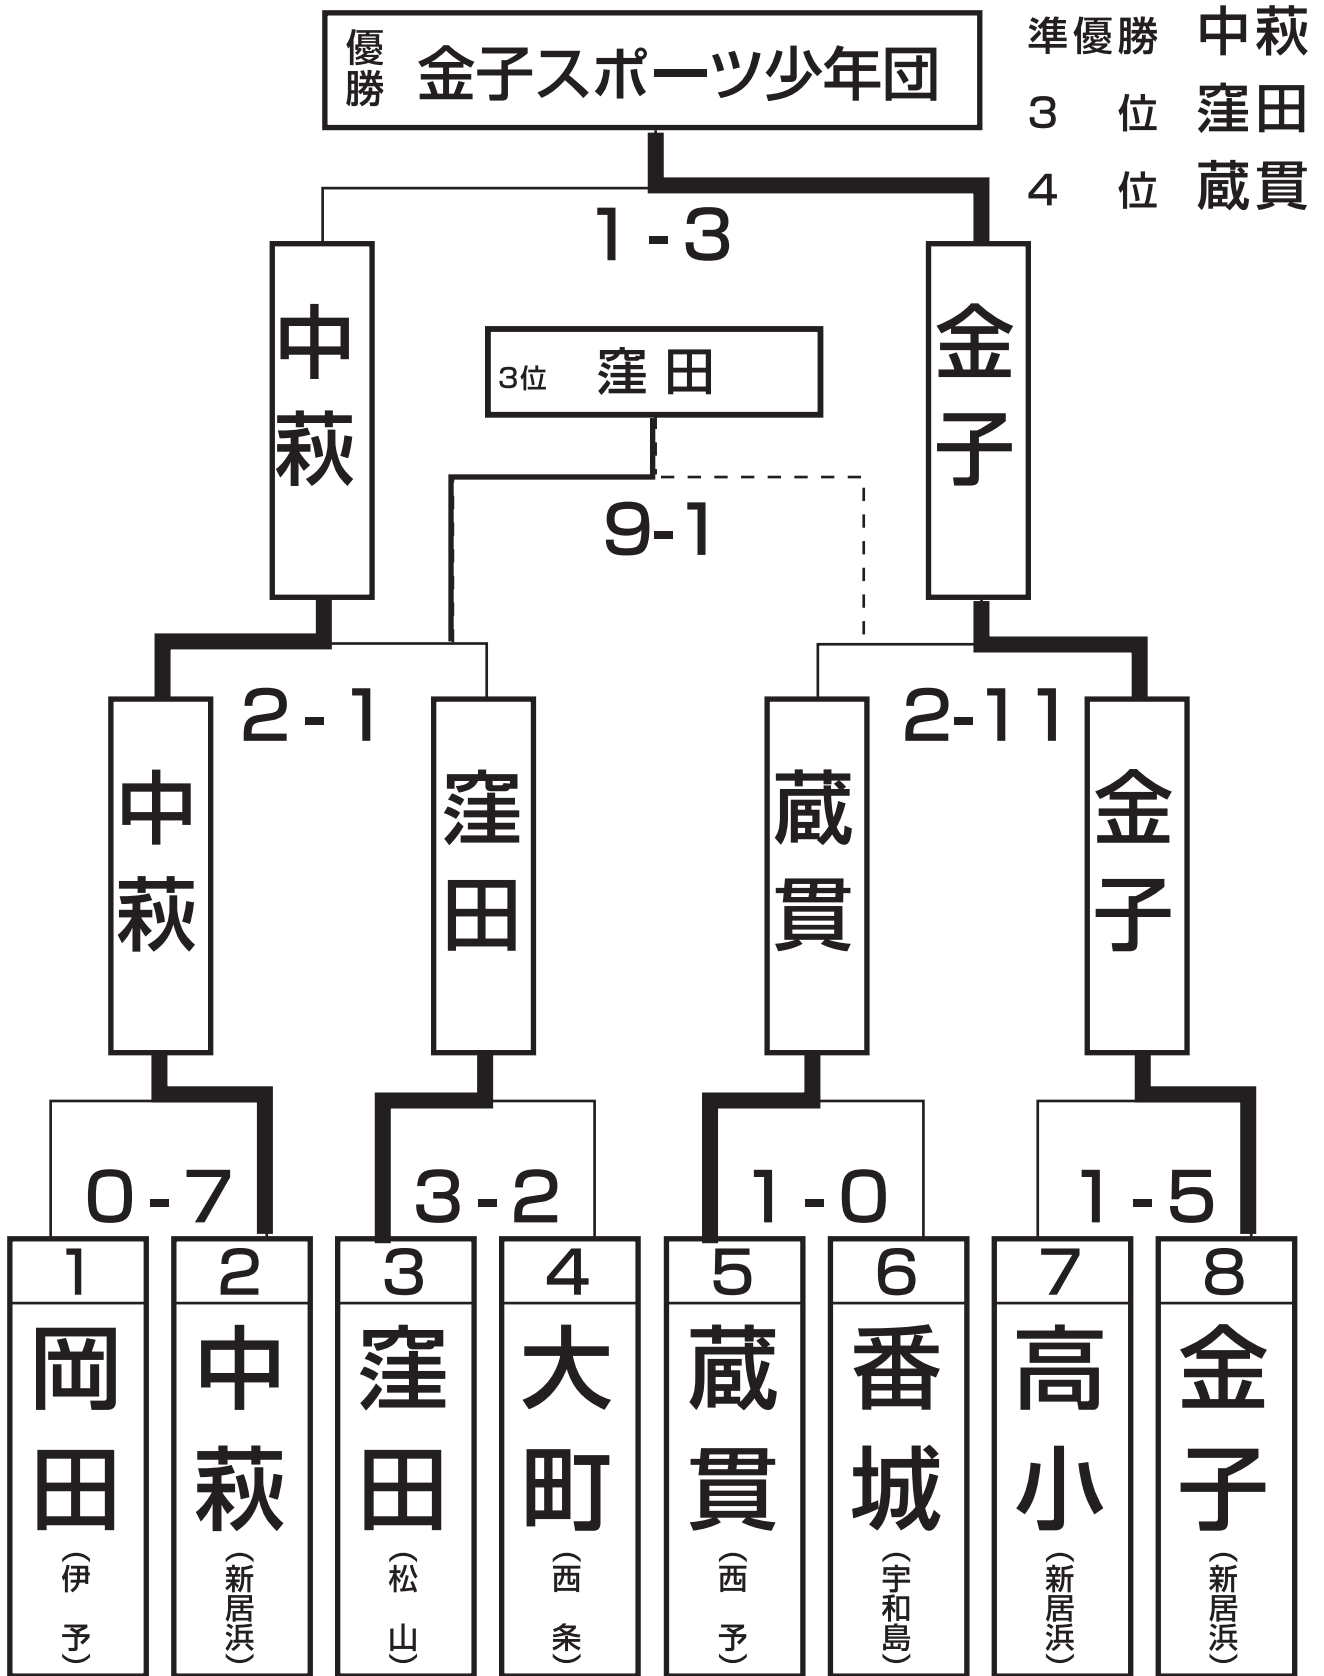 優勝 金子スポーツ少年団
準優勝 中萩
3位 窪田
4位 蔵貫
1-3
中萩
金子
3位 窪田
9-1
2-1
2-11
中萩
窪田
蔵貫
金子
0-7
3-2
1-0
1-5
1
岡田
(伊予)
2
中萩
(新居浜)
3
窪田
(松山)
4
大町
(西条)
5
蔵貫
(西予)
6
番城
(宇和島)
7
高小
(新居浜)
8
金子
(新居浜)